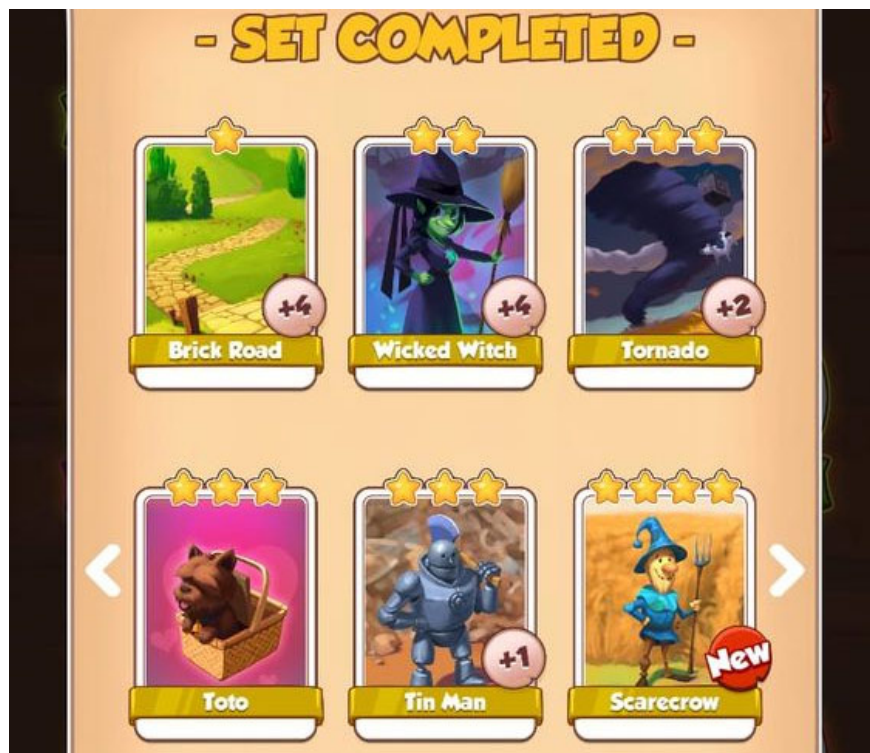 - SET COMPLETED -
+4
+4
+2
Brick Road
Wicked Witch
Tornado
+1
New
Toto
Tin Man
Scarecrow